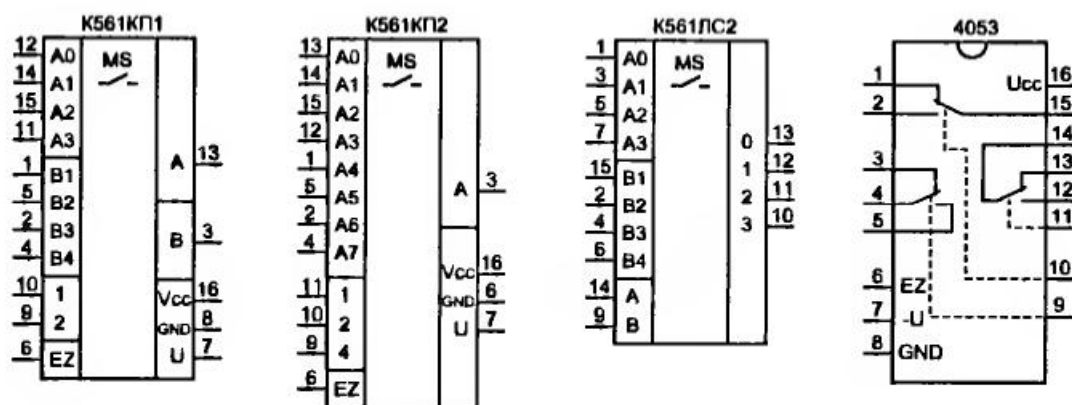 К561КП1
12 A0 MS
14 A1
15 A2
11 A3
A 13
1 B1
5 B2
2 B3
B 3
4 B4
10 1
Vcc 16
9 2
GND 8
6 EZ
U 7
К561КП2
13 A0 MS
14 A1
15 A2
12 A3
1 A4
5 A5
A 3
2 A6
4 A7
Vcc 16
11 1
GND 6
10 2
U 7
9 4
6 EZ
К561ЛС2
1 A0 MS
3 A1
5 A2
7 A3
0 13
15 B1
1 12
2 B2
2 11
4 B3
3 10
6 B4
14 A
9 B
4053
1
Ucc 16
2
15
14
3
13
4
12
5
11
6 EZ
10
7 -U
9
8 GND